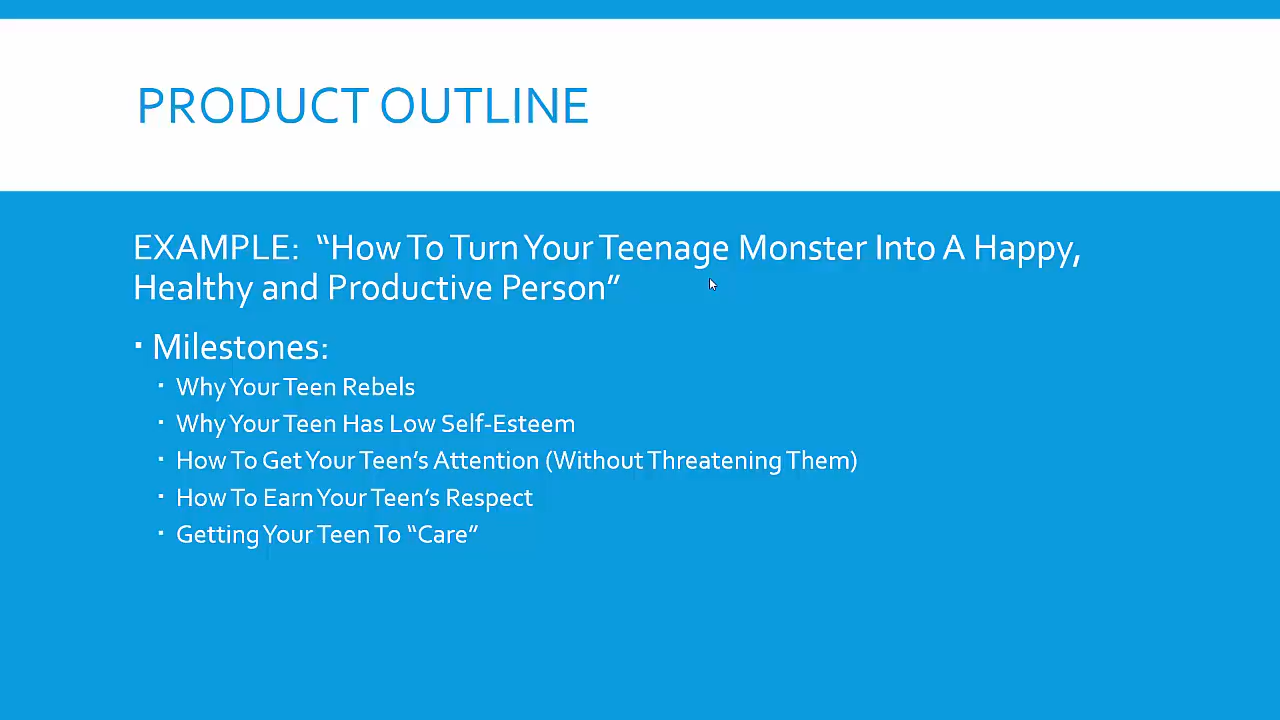 PRODUCT OUTLINE
EXAMPLE: “How To Turn Your Teenage Monster Into A Happy,
Healthy and Productive Person”
▪ Milestones:
▪ Why Your Teen Rebels
▪ Why Your Teen Has Low Self-Esteem
▪ How To Get Your Teen’s Attention (Without Threatening Them)
▪ How To Earn Your Teen’s Respect
▪ Getting Your Teen To “Care”